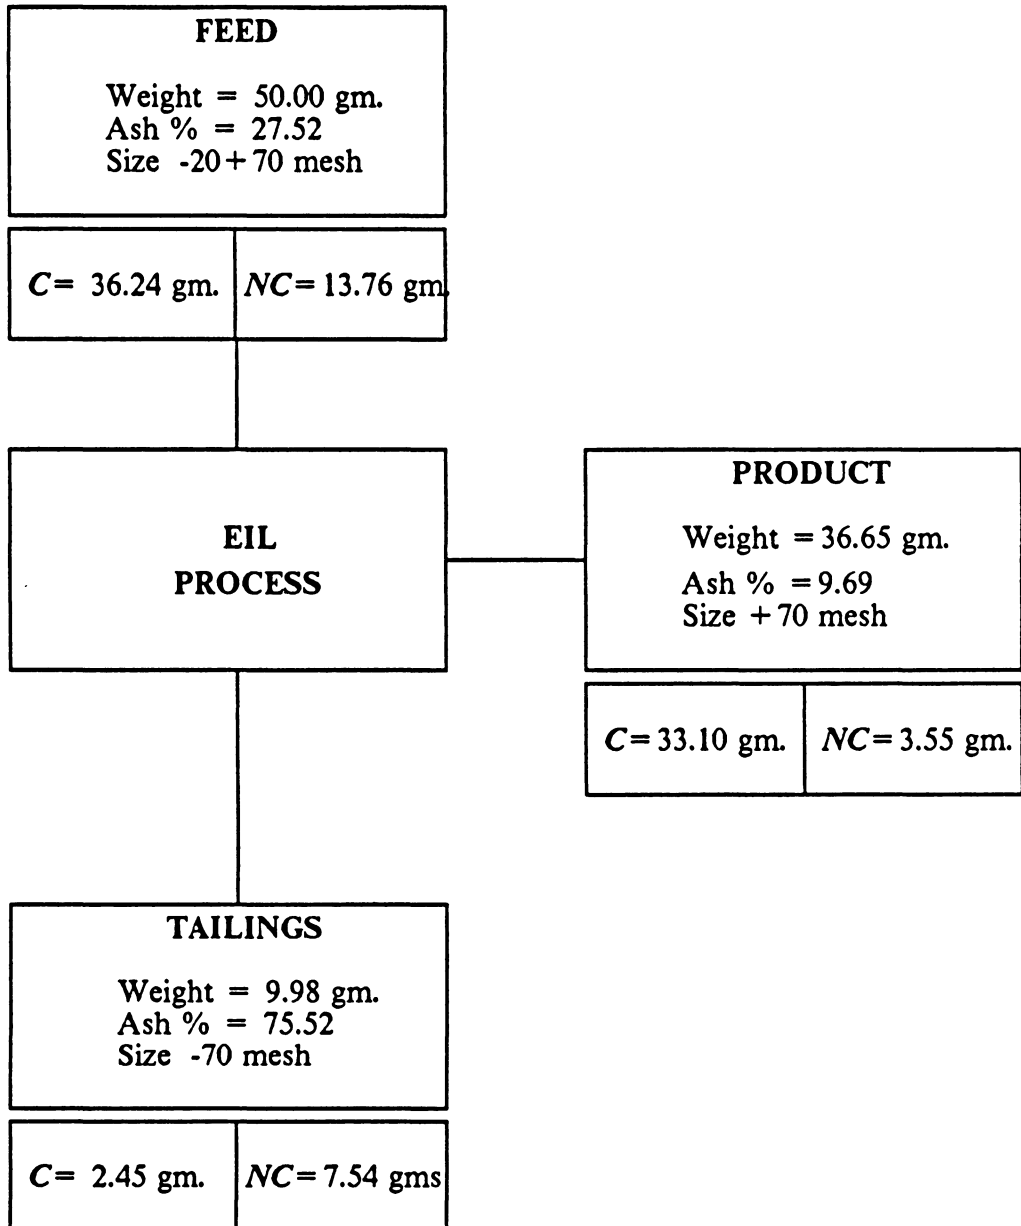 FEED
Weight = 50.00 gm.
Ash % = 27.52
Size -20+70 mesh
C= 36.24 gm. NC=13.76 gm.
EIL
PROCESS
PRODUCT
Weight =36.65 gm.
Ash % =9.69
Size +70 mesh
C=33.10 gm. NC=3.55 gm.
TAILINGS
Weight = 9.98 gm.
Ash % = 75.52
Size -70 mesh
C= 2.45 gm. NC=7.54 gms